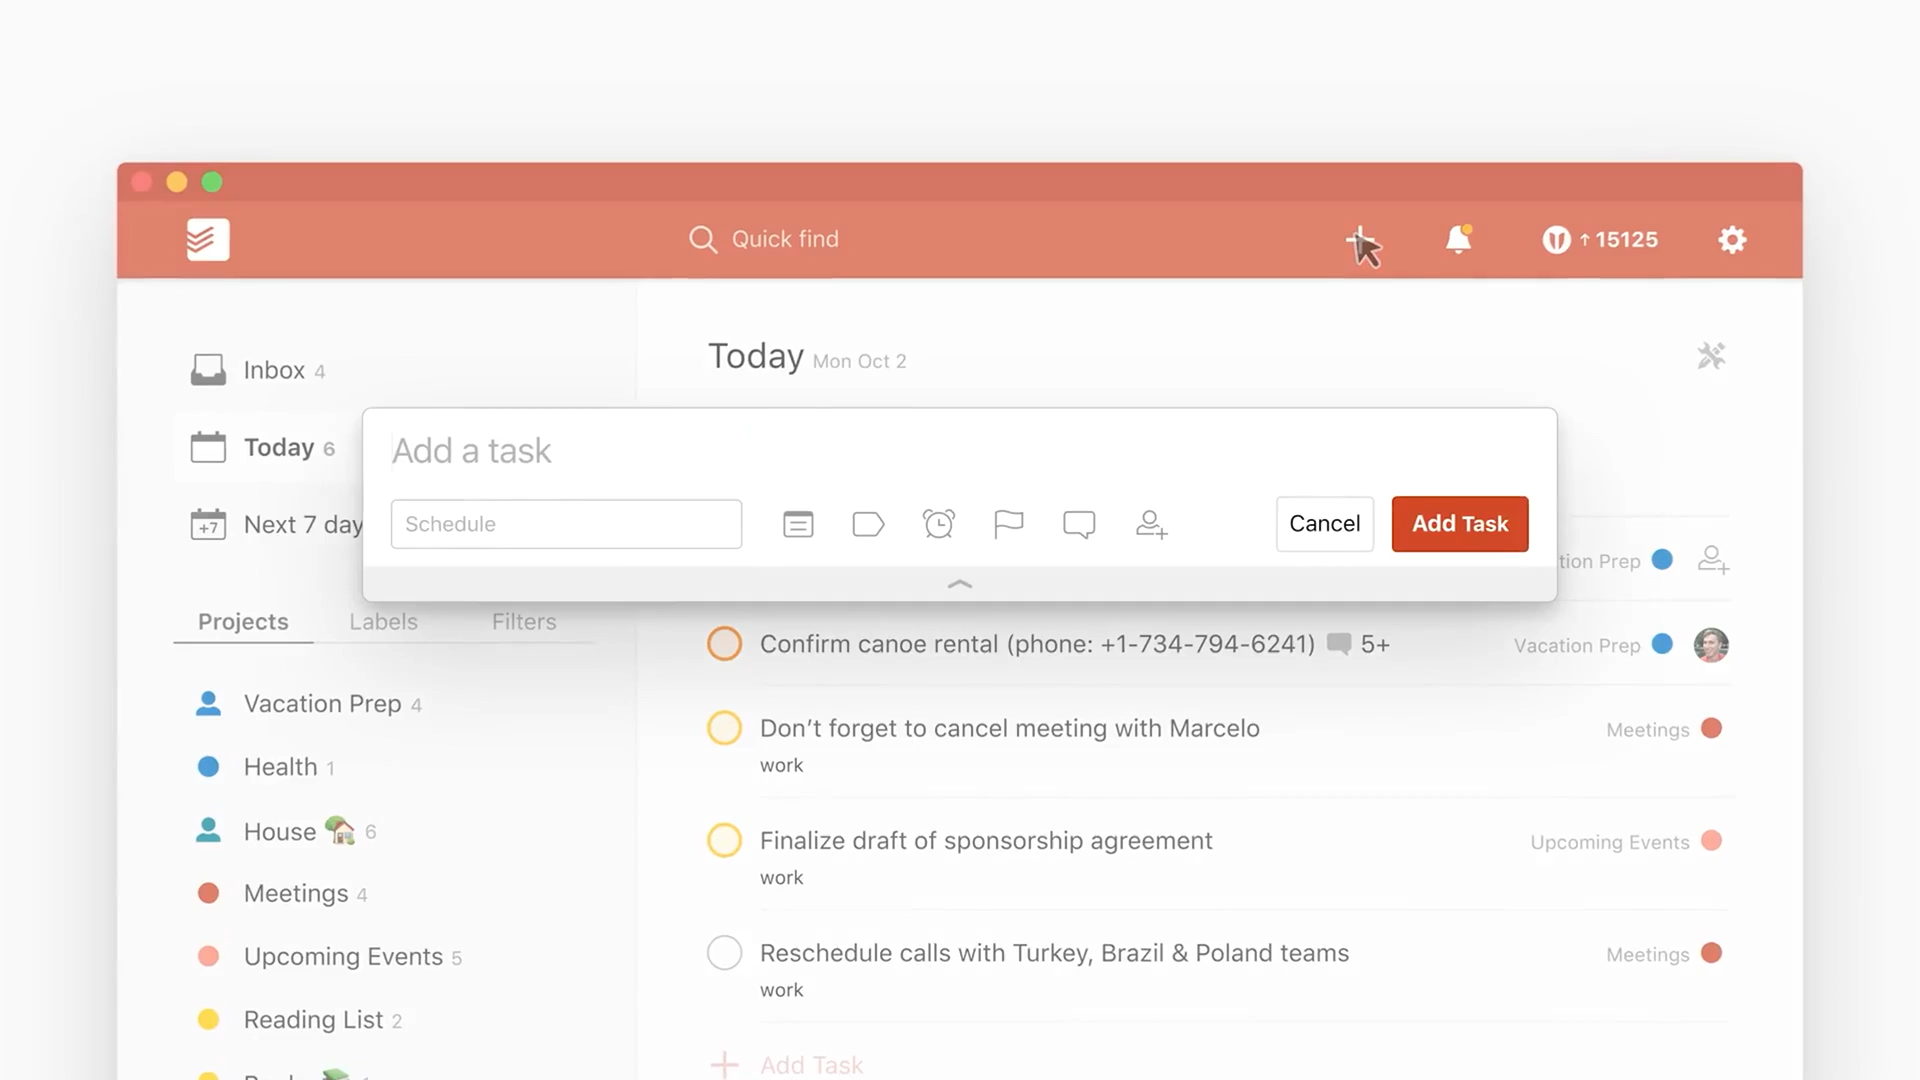 Quick find
↑ 15125
Inbox 4
Today 6
+7 Next 7 day
Projects Labels Filters
Vacation Prep 4
Health 1
House 6
Meetings 4
Upcoming Events 5
Reading List 2
Today Mon Oct 2
Add a task
Schedule
Cancel
Add Task
tion Prep
Confirm canoe rental (phone: +1-734-794-6241) 5+
Vacation Prep
Don’t forget to cancel meeting with Marcelo
work
Meetings
Finalize draft of sponsorship agreement
work
Upcoming Events
Reschedule calls with Turkey, Brazil & Poland teams
work
Meetings
Add Task